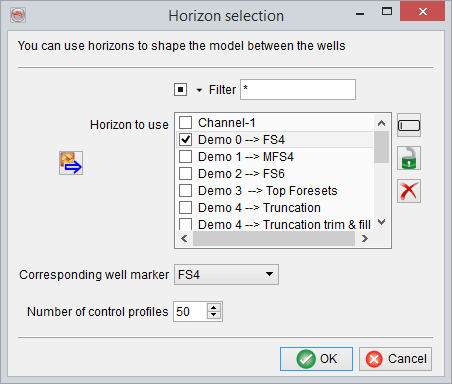 Horizon selection
You can use horizons to shape the model between the wells
Filter *
Horizon to use
Channel-1
Demo 0 --> FS4
Demo 1 --> MFS4
Demo 2 --> FS6
Demo 3 --> Top Foresets
Demo 4 --> Truncation
Demo 4 --> Truncation trim & fill
Corresponding well marker FS4
Number of control profiles 50
OK Cancel